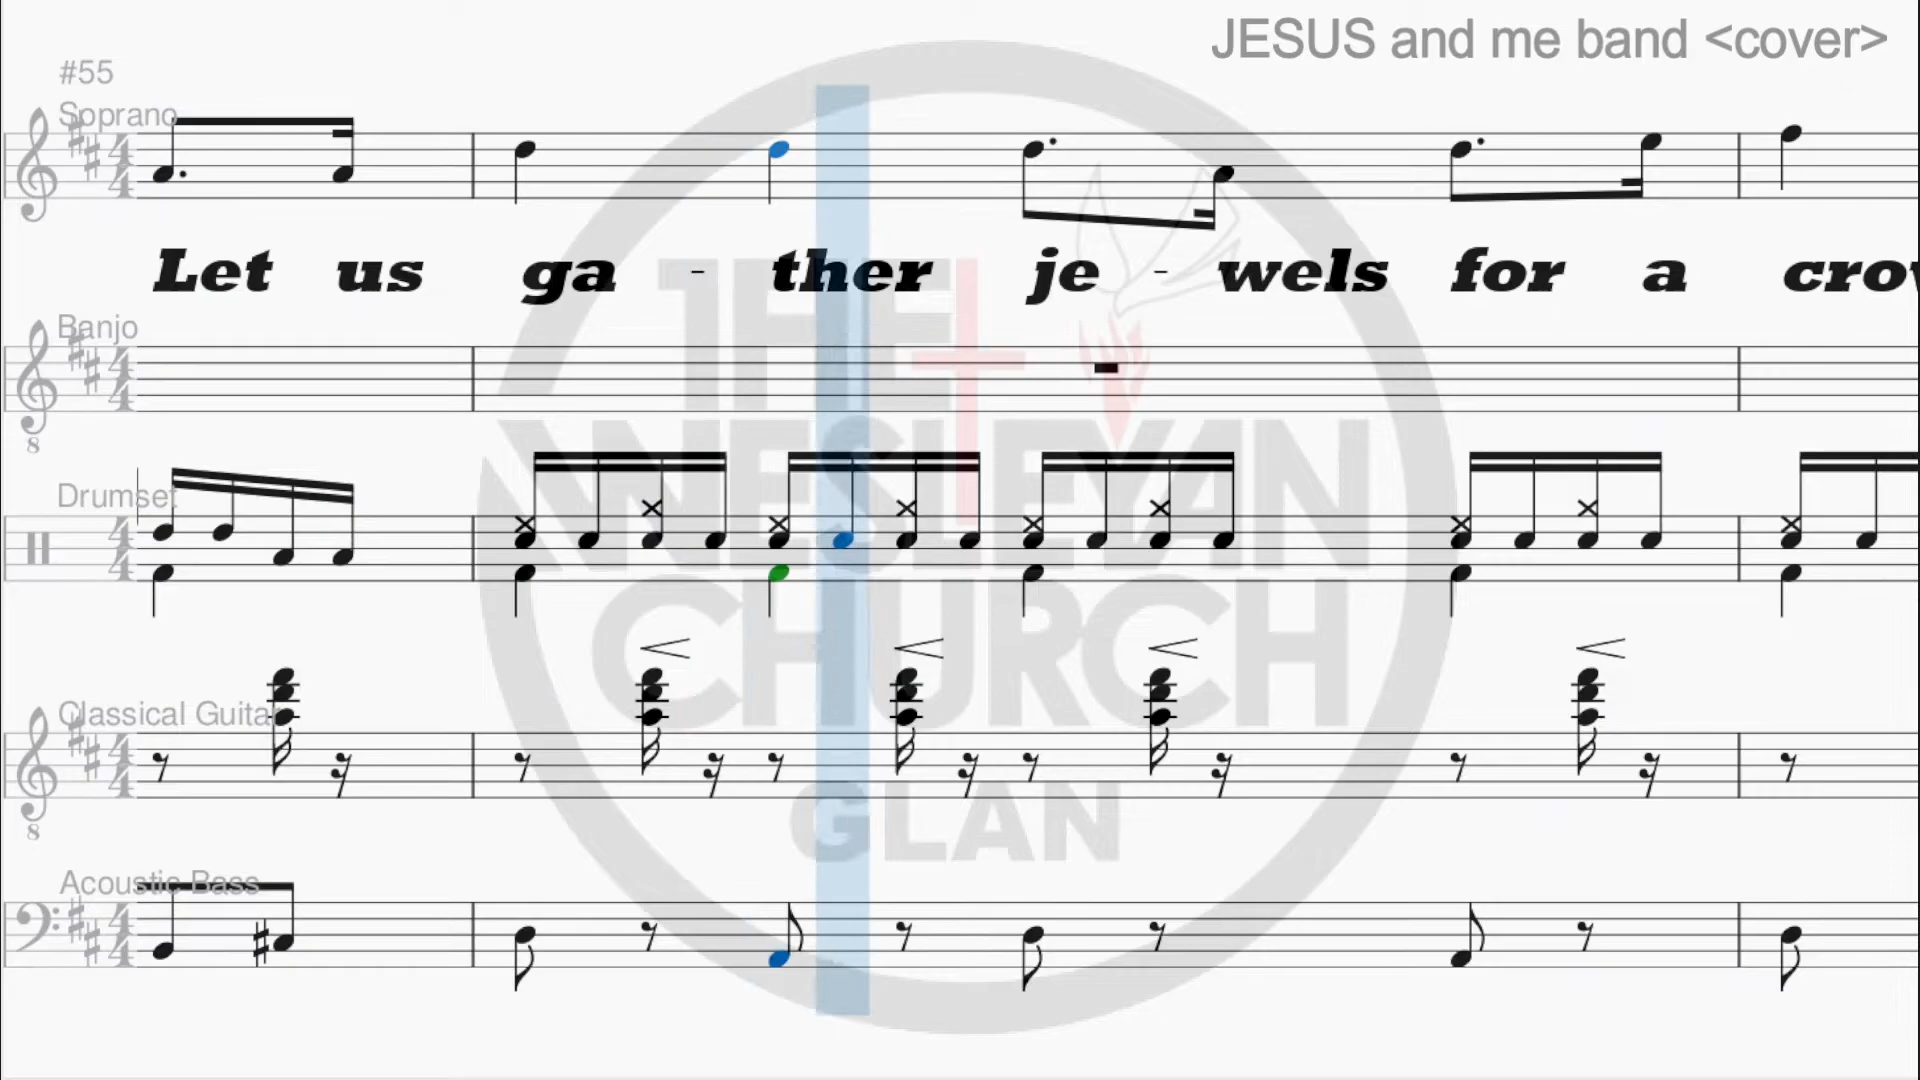 JESUS and me band <cover>
#55
Soprano
Let us ga - ther je - wels for a
Banjo
Drumset
Classical Guitar
Acoustic Bass
THE
WESLEYAN
CHURCH
GLAN